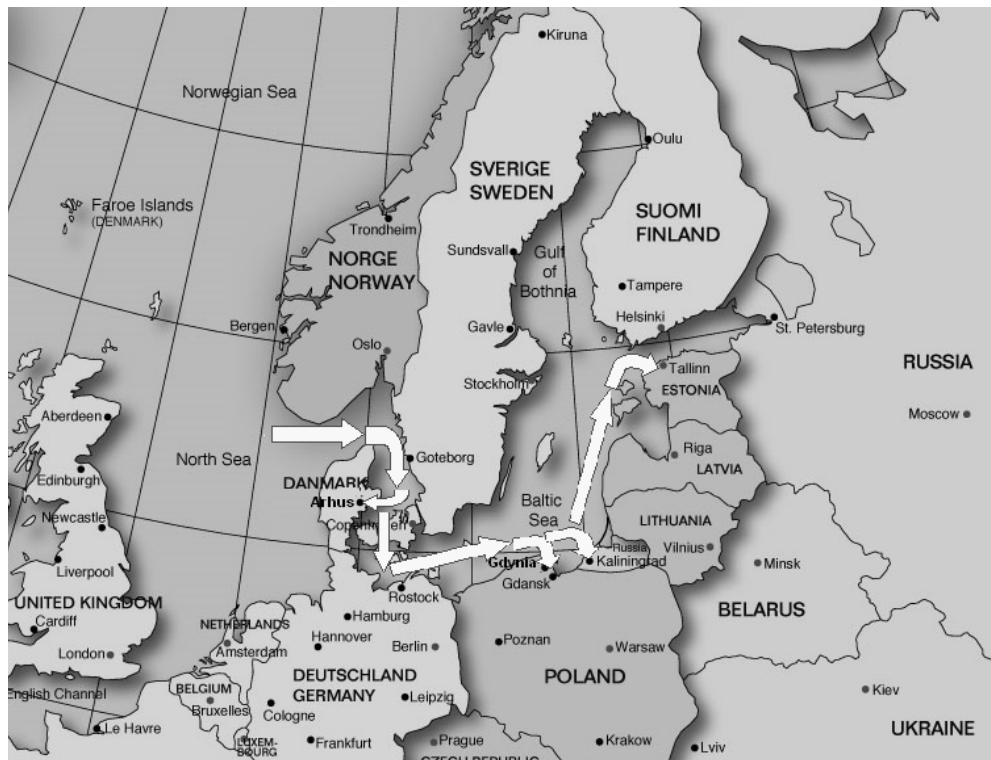 Kiruna
Norwegian Sea
Oulu
SVERIGE
SWEDEN
Faroe Islands
(DENMARK)
SUOMI
FINLAND
Trondheim
Sundsvall
Gulf
of
Bothnia
NORGE
NORWAY
Tampere
Bergen
Gavle
Helsinki
St. Petersburg
Oslo
RUSSIA
Tallinn
Stockholm
ESTONIA
Aberdeen
Moscow
North Sea
Goteborg
Riga
LATVIA
Edinburgh
DANMARK
Arhus
Baltic
Sea
Newcastle
LITHUANIA
Russia
Vilnius
Gdynia
Kaliningrad
Minsk
Liverpool
Gdansk
Rostock
UNITED KINGDOM
Cardiff
Hamburg
BELARUS
NETHERLANDS
Hannover
Berlin
Poznan
Warsaw
London
Amsterdam
DEUTSCHLAND
GERMANY
POLAND
English Channel
BELGIUM
Bruxelles
Leipzig
Kiev
Cologne
Le Havre
UKRAINE
LUXEM-
BOURG
Frankfurt
Prague
Krakow
Lviv
CZECH REPUBLIC